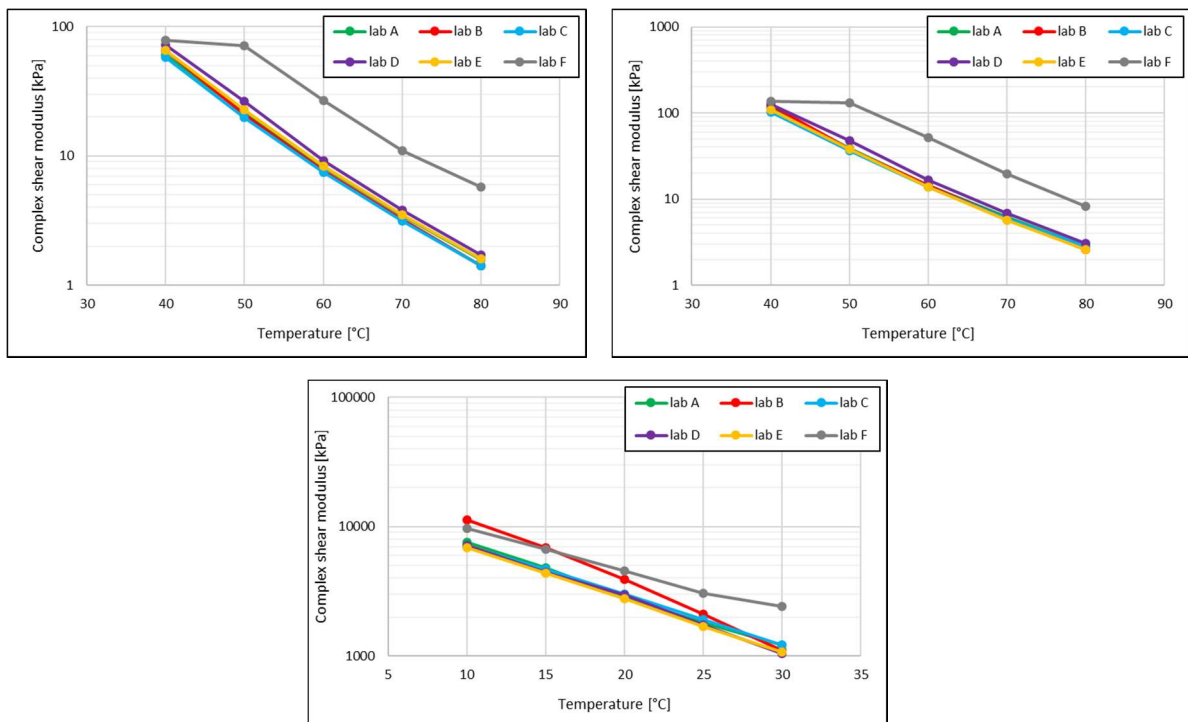 100
10
1
30 40 50 60 70 80 90
Complex shear modulus [kPa]
Temperature [°C]
lab A lab B lab C
lab D lab E lab F
1000
100
10
1
30 40 50 60 70 80 90
Complex shear modulus [kPa]
Temperature [°C]
lab A lab B lab C
lab D lab E lab F
100000
10000
1000
5 10 15 20 25 30 35
Complex shear modulus [kPa]
Temperature [°C]
lab A lab B lab C
lab D lab E lab F